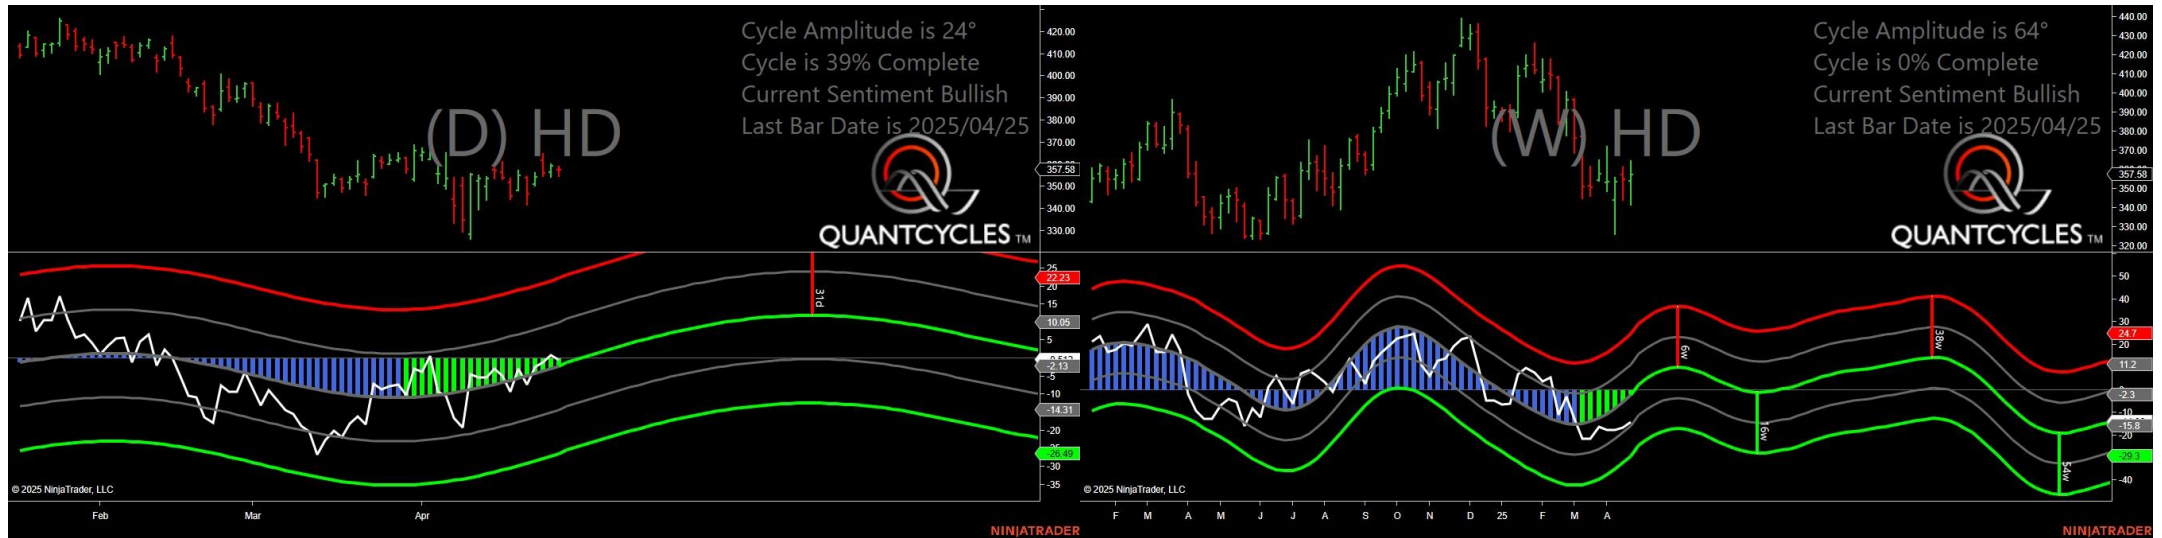 Cycle Amplitude is 24°
Cycle is 39% Complete
Current Sentiment Bullish
Last Bar Date is 2025/04/25
(D) HD
QUANTCYCLES TM
420.00
410.00
400.00
390.00
380.00
370.00
357.58
350.00
340.00
330.00
25
22.23
20
15
10.05
5
-2.13
-5
-10
-14.31
-20
-26.49
-30
-35
31d
© 2025 NinjaTrader, LLC
Feb Mar Apr
NINJATRADER
Cycle Amplitude is 64°
Cycle is 0% Complete
Current Sentiment Bullish
Last Bar Date is 2025/04/25
(W) HD
QUANTCYCLES TM
440.00
430.00
420.00
410.00
400.00
390.00
380.00
370.00
357.58
350.00
340.00
330.00
320.00
50
40
30
24.7
20
11.2
-2.3
-10
-15.8
-20
-29.3
-40
6w
16w
38w
54w
© 2025 NinjaTrader, LLC
F M A M J J A S O N D 25 F M A
NINJATRADER